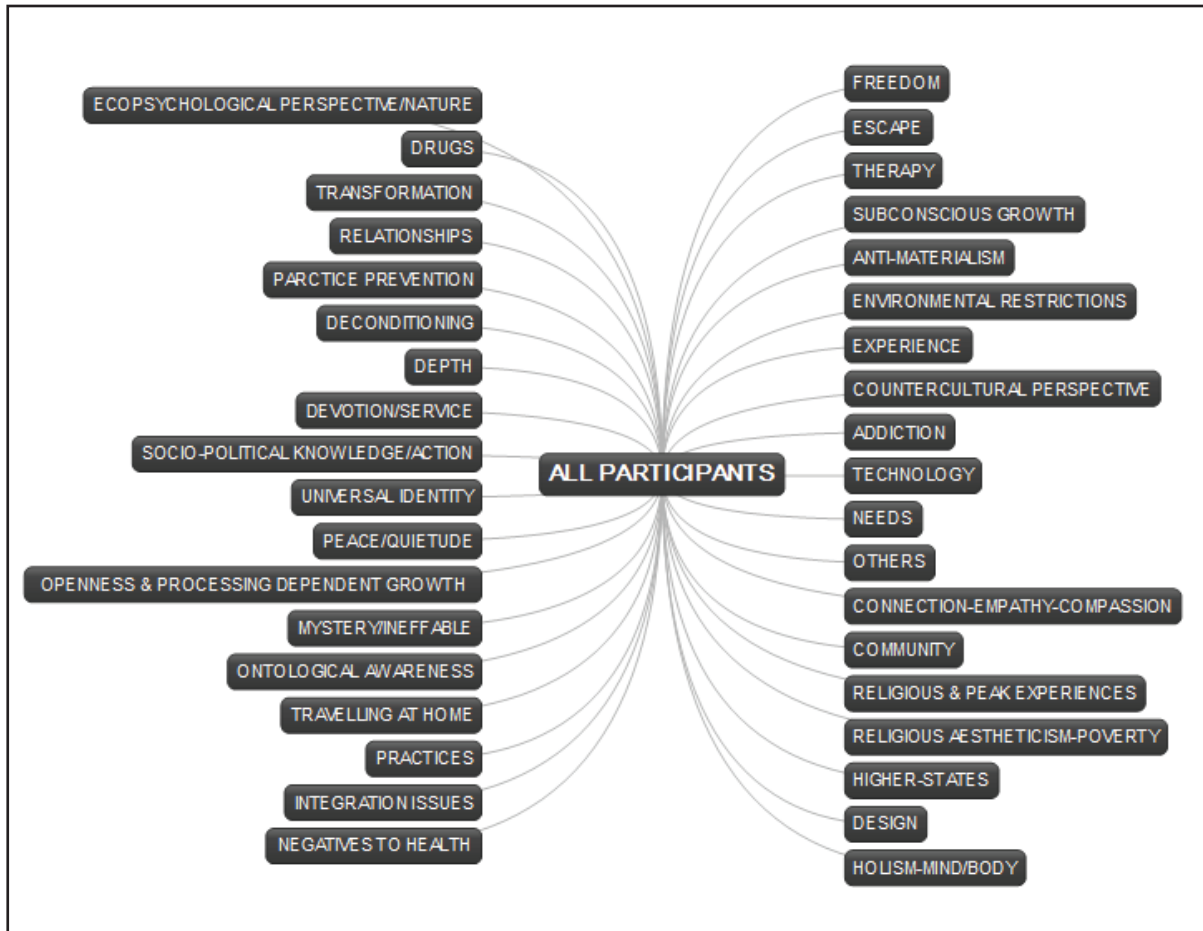 ECOPSYCHOLOGICAL PERSPECTIVE/NATURE
DRUGS
TRANSFORMATION
RELATIONSHIPS
PARCTICE PREVENTION
DECONDITIONING
DEPTH
DEVOTION/SERVICE
SOCIO-POLITICAL KNOWLEDGE/ACTION
UNIVERSAL IDENTITY
PEACE/QUIETUDE
OPENNESS & PROCESSING DEPENDENT GROWTH
MYSTERY/INEFFABLE
ONTOLOGICAL AWARENESS
TRAVELLING AT HOME
PRACTICES
INTEGRATION ISSUES
NEGATIVES TO HEALTH
ALL PARTICIPANTS
FREEDOM
ESCAPE
THERAPY
SUBCONSCIOUS GROWTH
ANTI-MATERIALISM
ENVIRONMENTAL RESTRICTIONS
EXPERIENCE
COUNTERCULTURAL PERSPECTIVE
ADDICTION
TECHNOLOGY
NEEDS
OTHERS
CONNECTION-EMPATHY-COMPASSION
COMMUNITY
RELIGIOUS & PEAK EXPERIENCES
RELIGIOUS AESTHETICISM-POVERTY
HIGHER-STATES
DESIGN
HOLISM-MIND/BODY